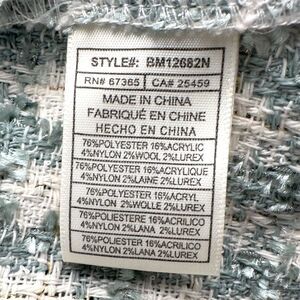 STYLE#: BM12682N
RN# 67365 CA# 25459
MADE IN CHINA
FABRIQUÉ EN CHINE
HECHO EN CHINA
76%POLYESTER 16%ACRYLIC
4%NYLON 2%WOOL 2%LUREX
76%POLYESTER 16%ACRYLIQUE
4%NYLON 2%LAINE 2%LUREX
76%POLYESTER 16%ACRYL
4%NYLON 2%WOLLE 2%LUREX
76%POLIESTERE 16%ACRILICO
4%NYLON 2%LANA 2%LUREX
76%POLIESTER 16%ACRILICO
4%NYLON 2%LANA 2%LUREX